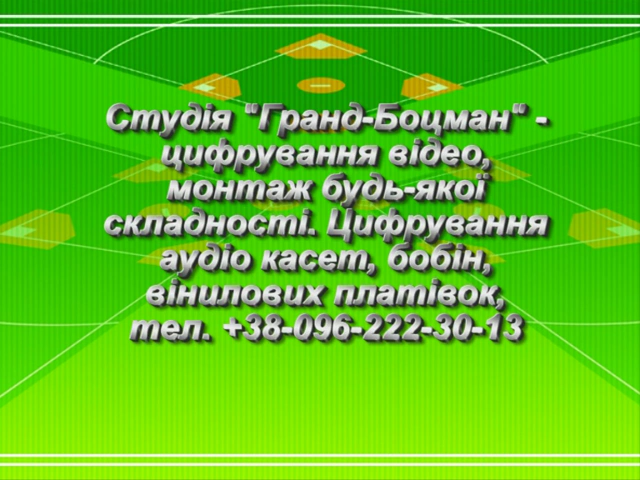 Студія "Гранд-Боцман" -
цифрування відео,
монтаж будь-якої
складності. Цифрування
аудіо касет, бобін,
вінилових платівок,
тел. +38-096-222-30-13